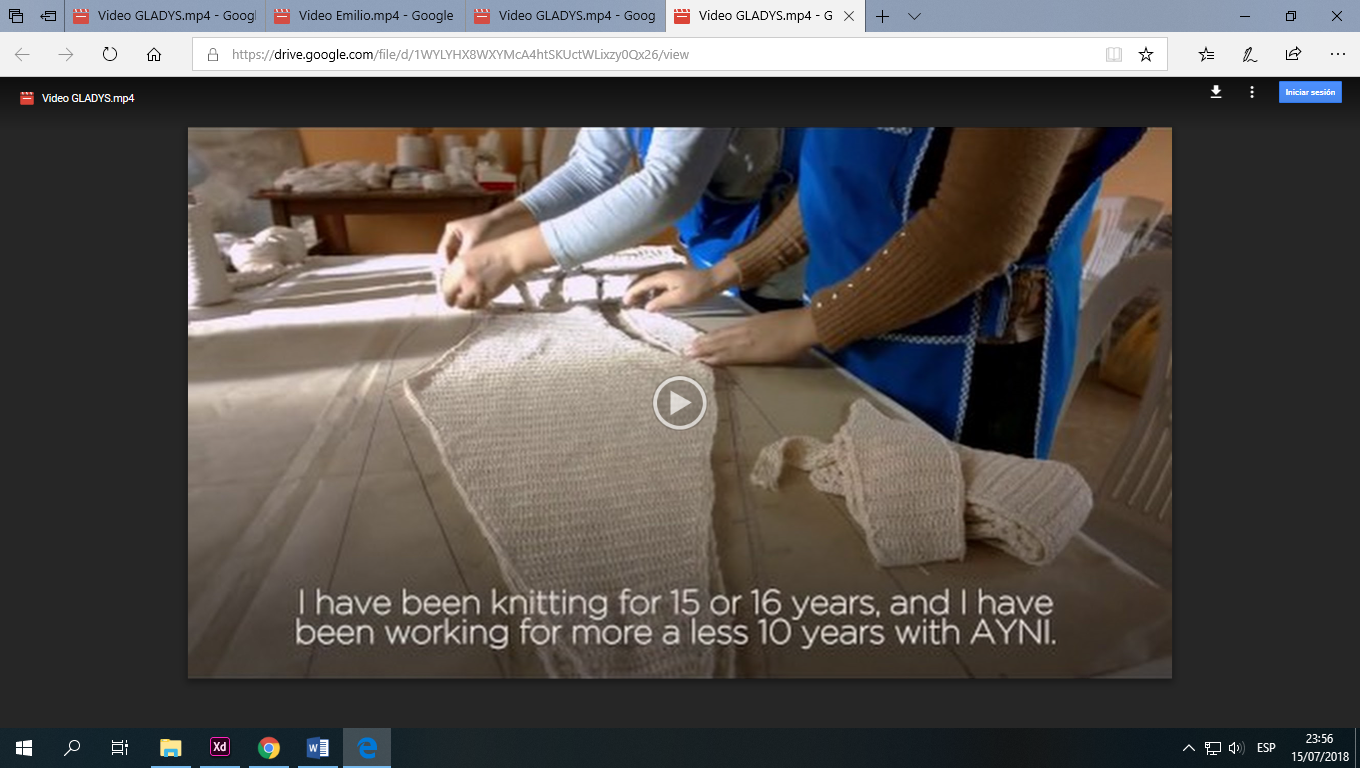 Video GLADYS.mp4 - Googl
Video Emilio.mp4 - Google
Video GLADYS.mp4 - Goog
Video GLADYS.mp4 - G
https://drive.google.com/file/d/1WYLYHX8WXYMcA4htSKUctWLixzy0Qx26/view
Video GLADYS.mp4
Iniciar sesión
I have been knitting for 15 or 16 years, and I have
been working for more a less 10 years with AYNI.
Xd
W
ESP
23:56
15/07/2018